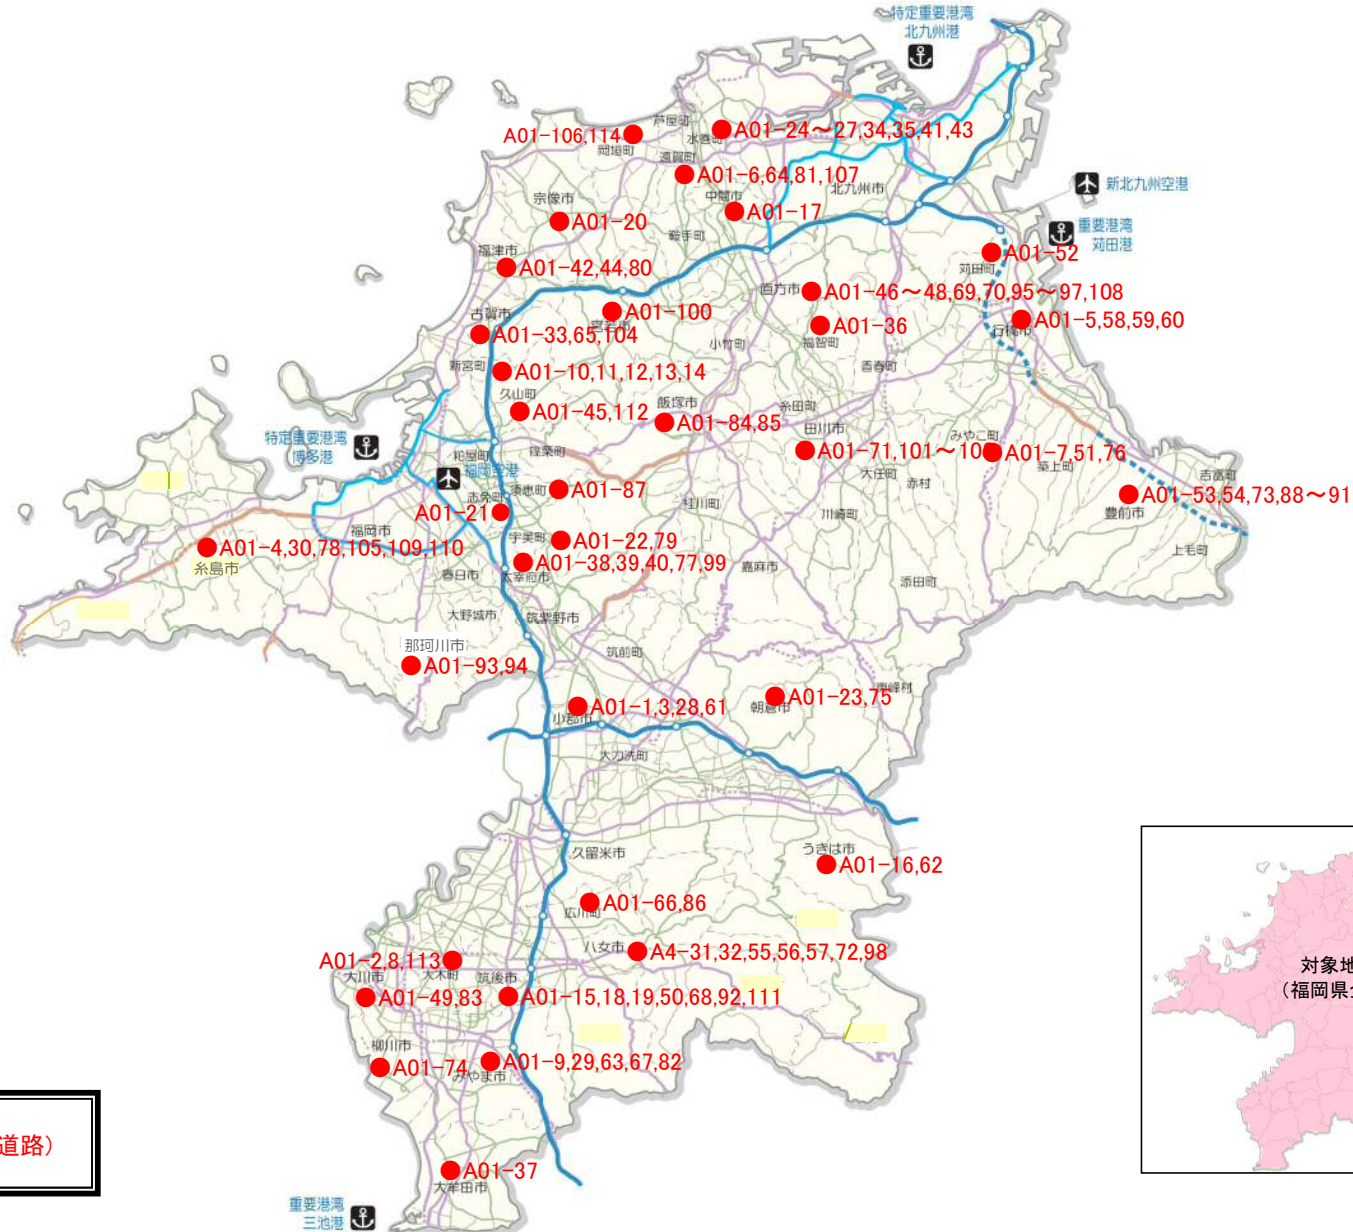 特定重要港湾
北九州港
芦屋町
A01-106,114
岡垣町
水巻町
A01-24～27,34,35,41,43
遠賀町
A01-6,64,81,107
中間市
A01-17
北九州市
新北九州空港
宗像市
A01-20
鞍手町
重要港湾
苅田港
福津市
A01-42,44,80
A01-52
苅田町
直方市
A01-46～48,69,70,95～97,108
A01-100
宮若市
古賀市
A01-33,65,104
A01-36
福智町
A01-5,58,59,60
行橋市
小竹町
新宮町
A01-10,11,12,13,14
香春町
久山町
A01-45,112
飯塚市
A01-84,85
糸田町
田川市
特定重要港湾
博多港
粕屋町
篠栗町
A01-71,101～10
みやこ町
A01-7,51,76
築上町
吉富町
福岡空港
志免町
須恵町
A01-87
大任町
赤村
A01-53,54,73,88～91
豊前市
A01-21
桂川町
川崎町
福岡市
宇美町
A01-22,79
上毛町
A01-4,30,78,105,109,110
糸島市
A01-38,39,40,77,99
太宰府市
春日市
嘉麻市
添田町
大野城市
筑紫野市
那珂川市
A01-93,94
筑前町
A01-23,75
朝倉市
東峰村
A01-1,3,28,61
小郡市
大刀洗町
久留米市
うきは市
A01-16,62
A01-66,86
広川町
八女市
A4-31,32,55,56,57,72,98
A01-2,8,113
大木町
大川市
A01-49,83
筑後市
A01-15,18,19,50,68,92,111
柳川市
A01-74
A01-9,29,63,67,82
みやま市
A01-37
大牟田市
重要港湾
三池港
対象地
（福岡県
道路）